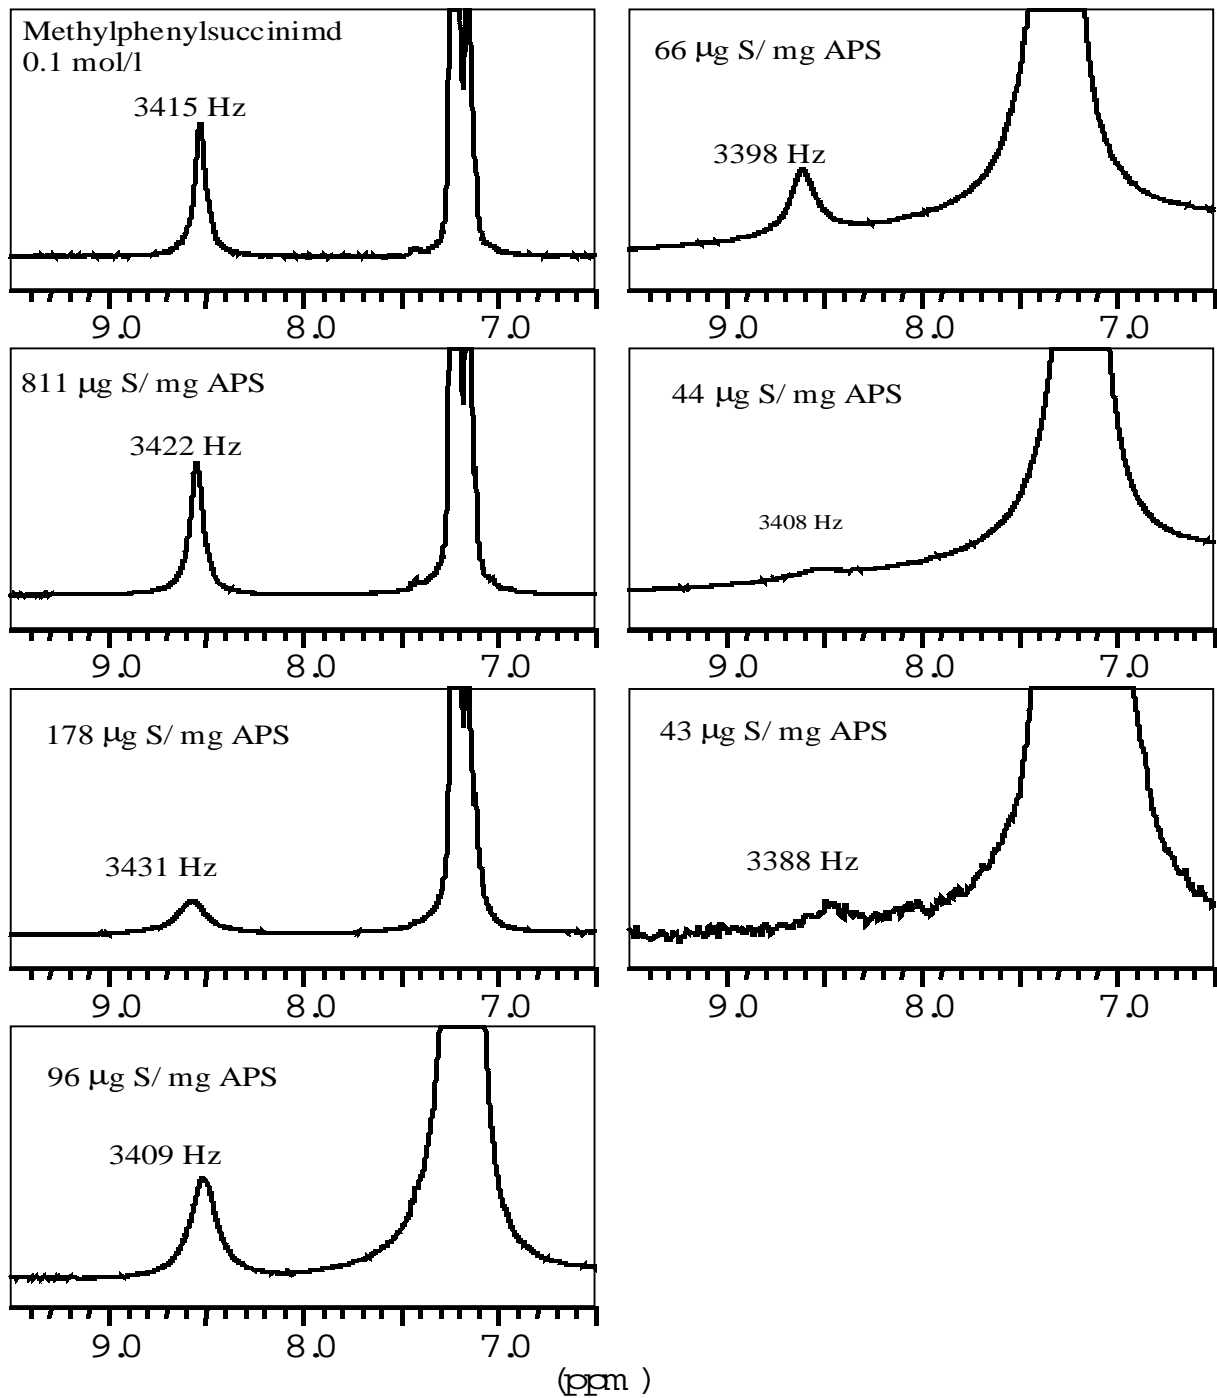 Methylphenylsuccinimd
0.1 mol/l
3415 Hz
9.0 8.0 7.0
811 µg S/ mg APS
3422 Hz
9.0 8.0 7.0
178 µg S/ mg APS
3431 Hz
9.0 8.0 7.0
96 µg S/ mg APS
3409 Hz
9.0 8.0 7.0
66 µg S/ mg APS
3398 Hz
9.0 8.0 7.0
44 µg S/ mg APS
3408 Hz
9.0 8.0 7.0
43 µg S/ mg APS
3388 Hz
9.0 8.0 7.0
(ppm )